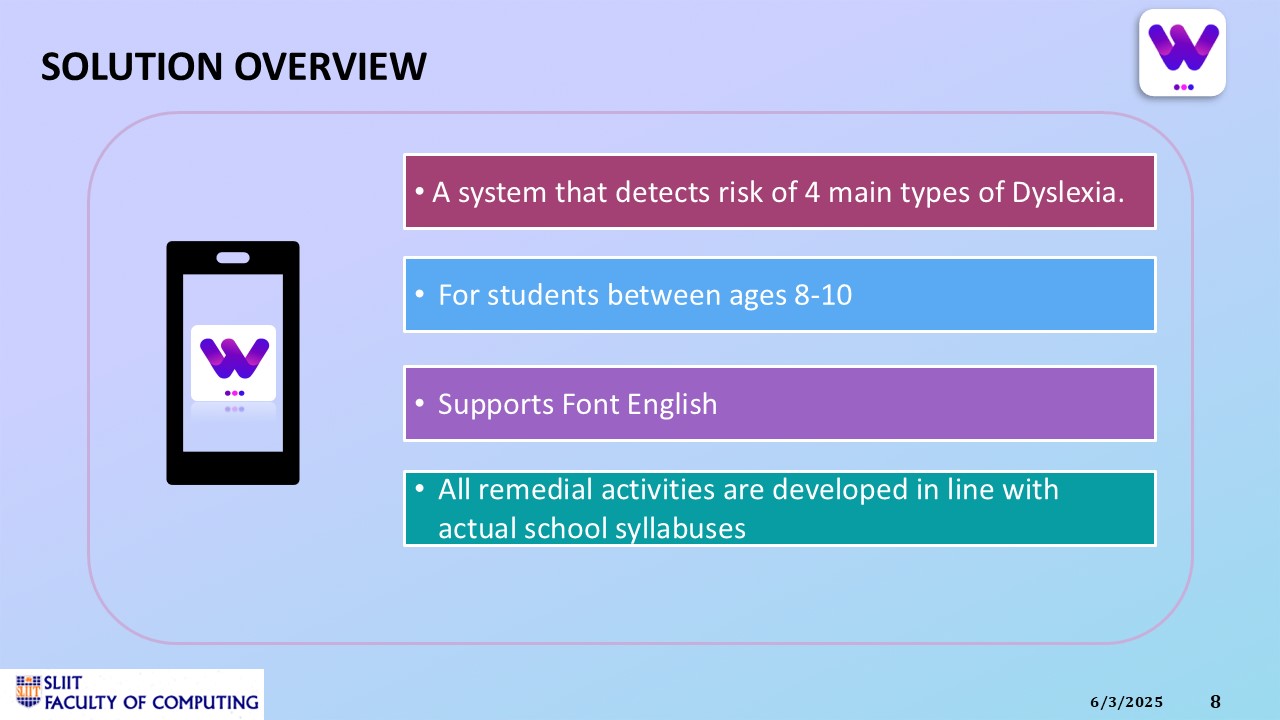 SOLUTION OVERVIEW
W
• A system that detects risk of 4 main types of Dyslexia.
• For students between ages 8-10
W
• Supports Font English
• All remedial activities are developed in line with
actual school syllabuses
SLIIT
SLIIT
FACULTY OF COMPUTING
6/3/2025
8